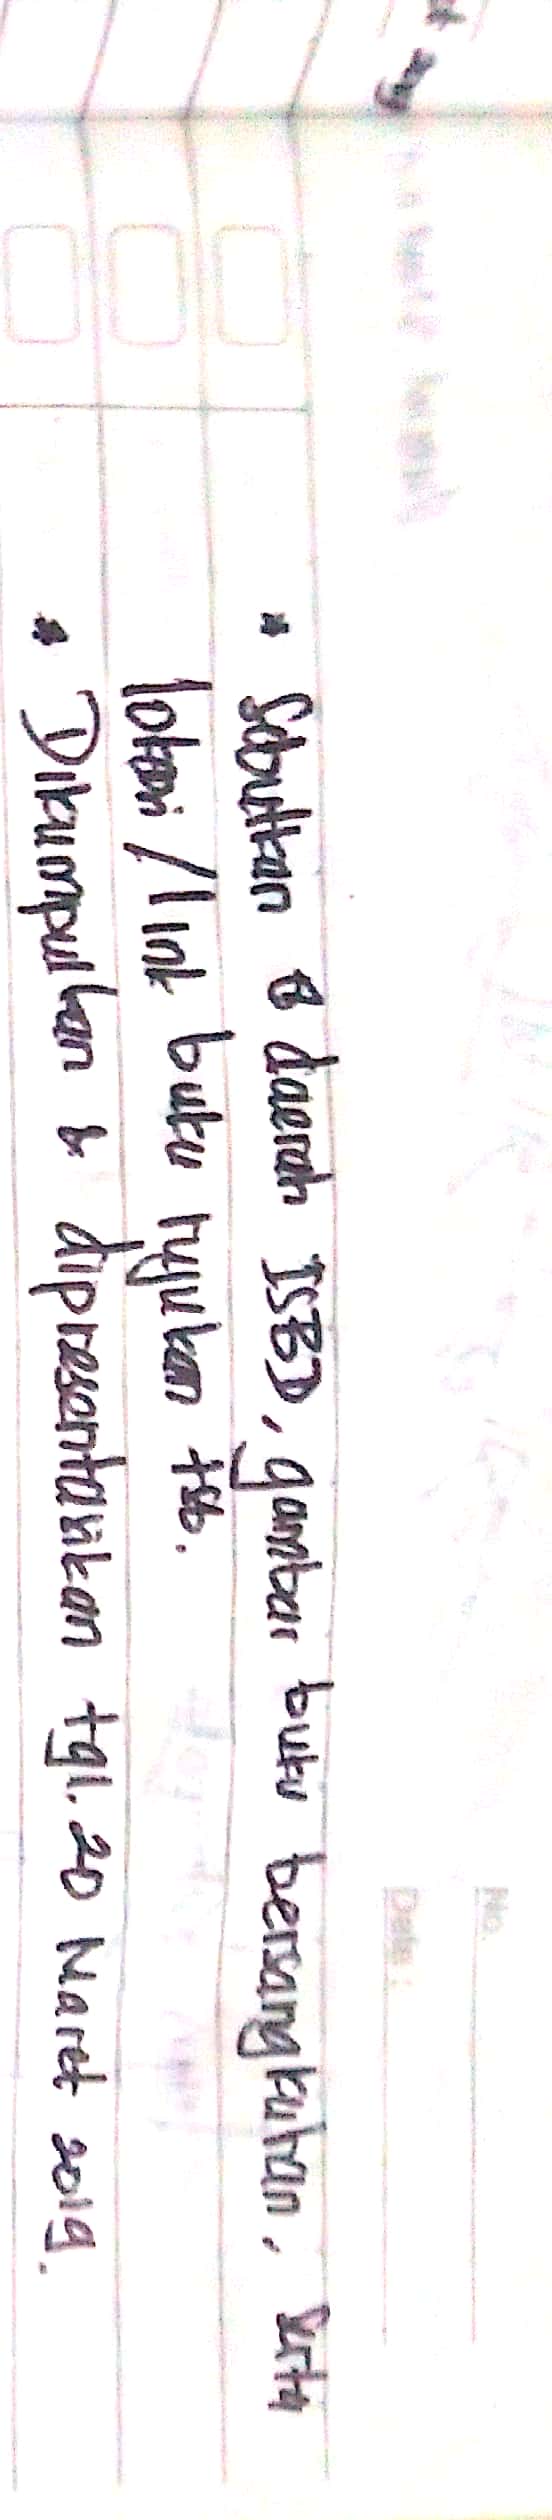 No.
Date:
* Sebutkan 8 daerah ISBD, gambar buku bersangkutan, serta
lokasi / link buku rujukan tsb.
* Dikumpulkan & dipresentasikan tgl. 20 Maret 2019.